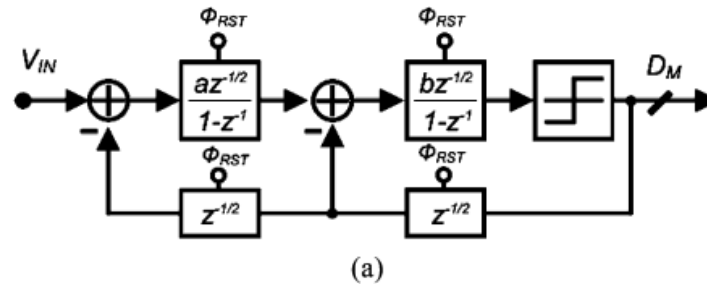 Φ_RST Φ_RST
V_IN D_M
az^-1/2 bz^-1/2
1-z^-1 1-z^-1
Φ_RST Φ_RST
z^-1/2 z^-1/2
(a)